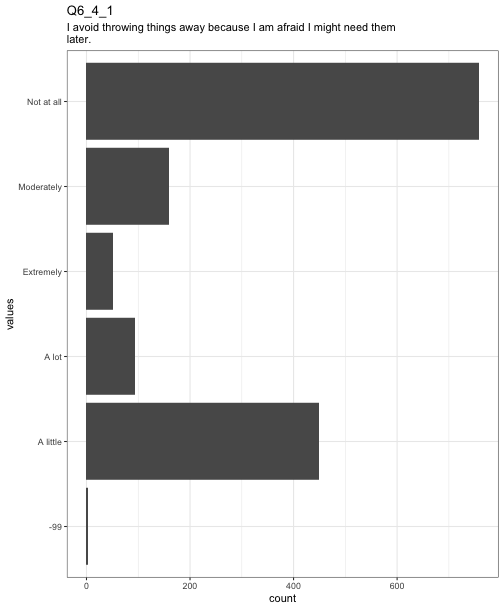 Q6_4_1
I avoid throwing things away because I am afraid I might need them
later.
Not at all
Moderately
Extremely
A lot
A little
-99
values
0 200 400 600
count